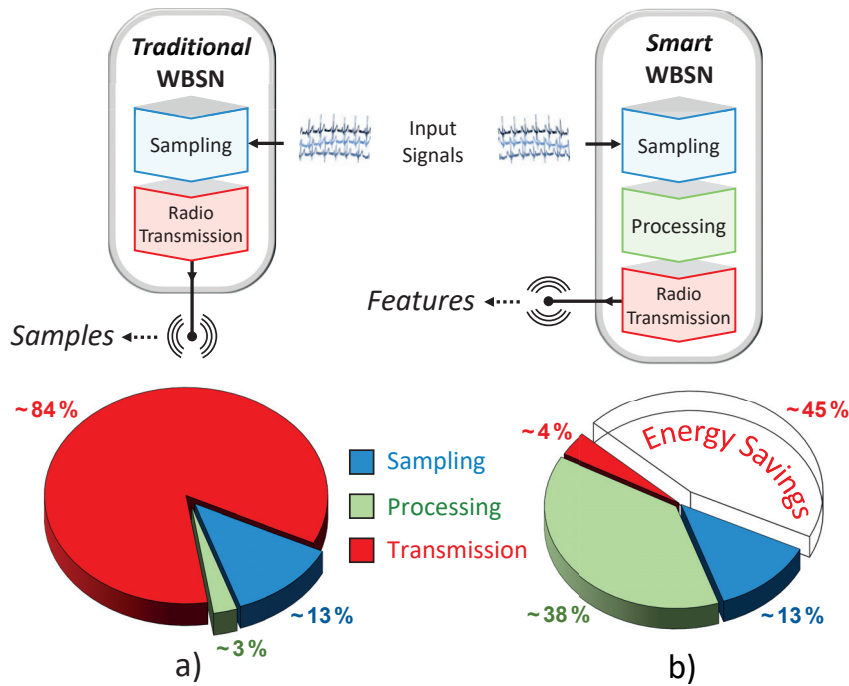 Traditional
WBSN
Sampling
Radio
Transmission
Samples
Input
Signals
Smart
WBSN
Sampling
Processing
Radio
Transmission
Features
~84%
~3%
~13%
Sampling
Processing
Transmission
~4%
Energy Savings
~45%
~38%
~13%
a)
b)